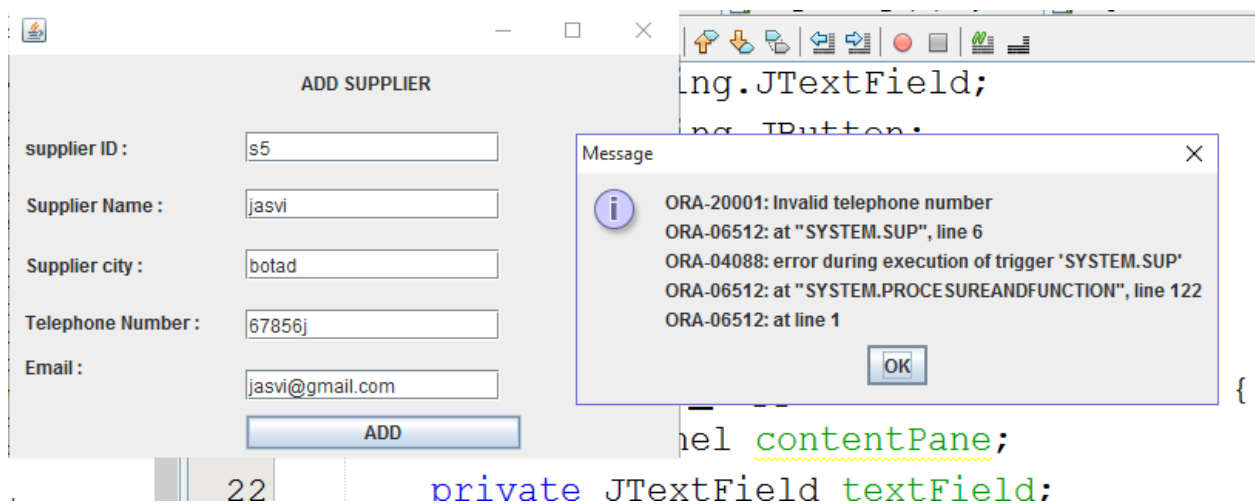 ADD SUPPLIER
supplier ID :
s5
Supplier Name :
jasvi
Supplier city :
botad
Telephone Number :
67856j
Email :
jasvi@gmail.com
ADD
ing.JTextField;
ing.JButton;
Message
ORA-20001: Invalid telephone number
ORA-06512: at "SYSTEM.SUP", line 6
ORA-04088: error during execution of trigger 'SYSTEM.SUP'
ORA-06512: at "SYSTEM.PROCESUREANDFUNCTION", line 122
ORA-06512: at line 1
OK
{
nel contentPane;
22 private JTextField textField;